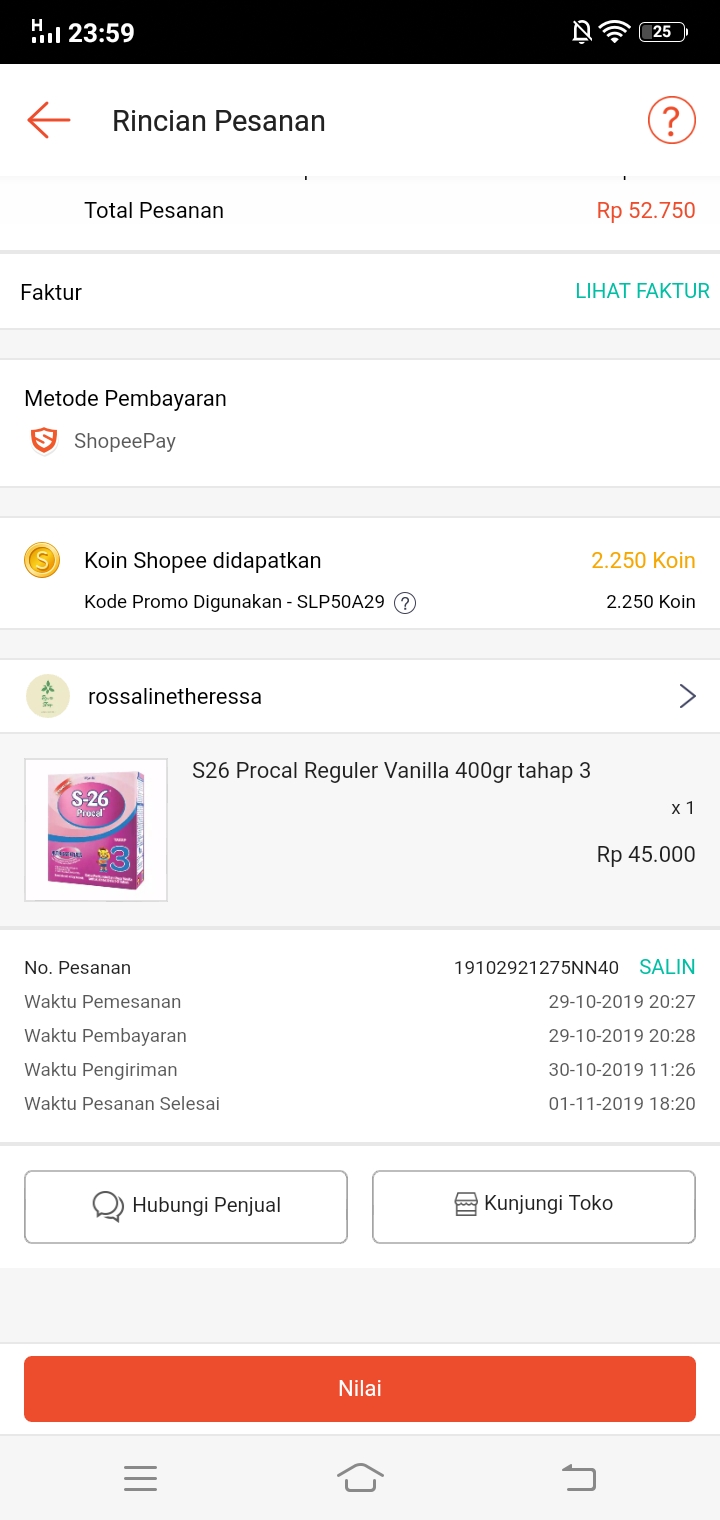 H 23:59 25
Rincian Pesanan ?
Total Pesanan Rp 52.750
Faktur LIHAT FAKTUR
Metode Pembayaran
ShopeePay
Koin Shopee didapatkan 2.250 Koin
Kode Promo Digunakan - SLP50A29 ? 2.250 Koin
rossalinetheressa
S26 Procal Reguler Vanilla 400gr tahap 3
x 1
Rp 45.000
S-26
Procal
3
No. Pesanan 19102921275NN40 SALIN
Waktu Pemesanan 29-10-2019 20:27
Waktu Pembayaran 29-10-2019 20:28
Waktu Pengiriman 30-10-2019 11:26
Waktu Pesanan Selesai 01-11-2019 18:20
Hubungi Penjual Kunjungi Toko
Nilai